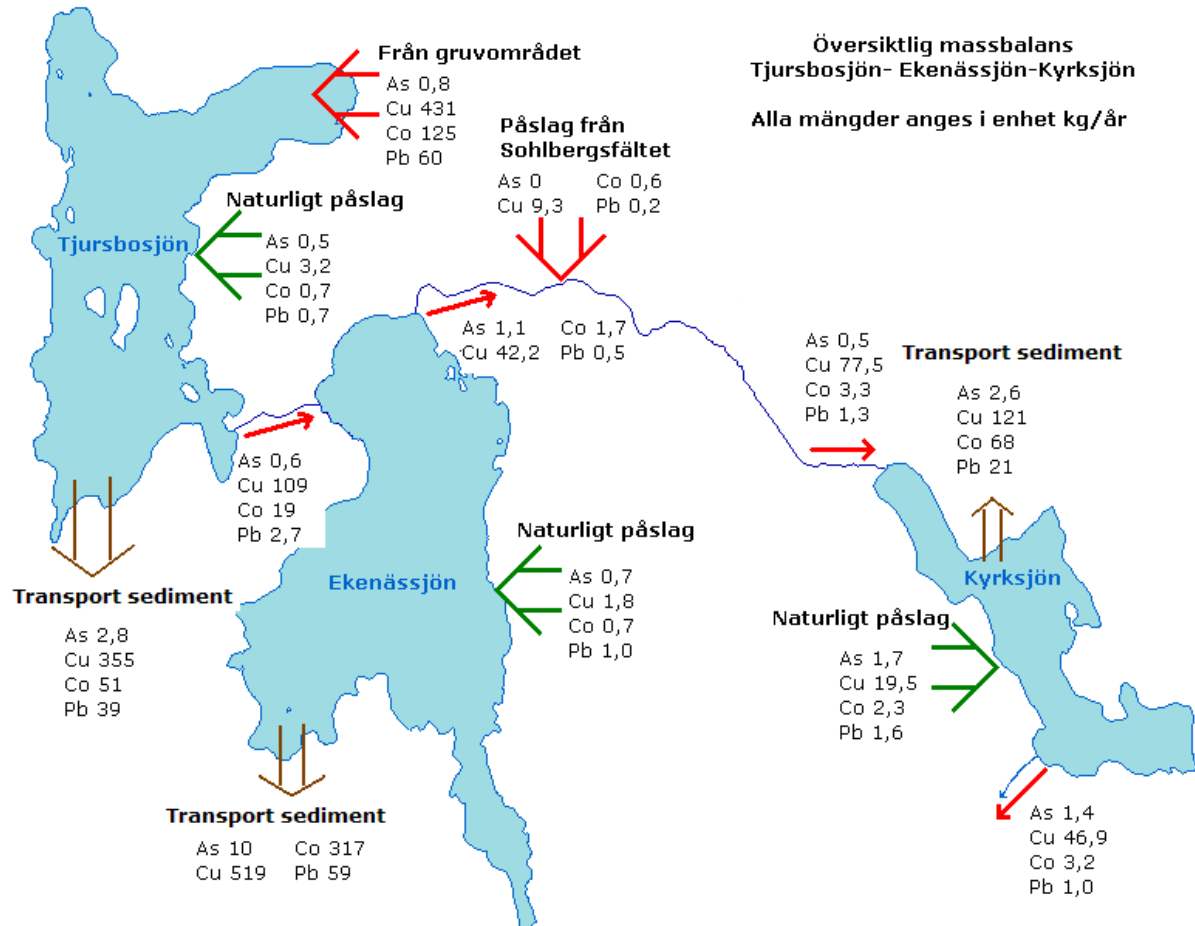 Översiktlig massbalans
Tjursbosjön- Ekenässjön-Kyrksjön
Alla mängder anges i enhet kg/år
Från gruvområdet
As 0,8
Cu 431
Co 125
Pb 60
Påslag från
Sohlbergsfältet
As 0 Co 0,6
Cu 9,3 Pb 0,2
Naturligt påslag
As 0,5
Cu 3,2
Co 0,7
Pb 0,7
Tjursbosjön
As 1,1 Co 1,7
Cu 42,2 Pb 0,5
As 0,5
Cu 77,5
Co 3,3
Pb 1,3
Transport sediment
As 2,6
Cu 121
Co 68
Pb 21
As 0,6
Cu 109
Co 19
Pb 2,7
Naturligt påslag
As 0,7
Cu 1,8
Co 0,7
Pb 1,0
Ekenässjön
Kyrksjön
Transport sediment
As 2,8
Cu 355
Co 51
Pb 39
Naturligt påslag
As 1,7
Cu 19,5
Co 2,3
Pb 1,6
Transport sediment
As 10 Co 317
Cu 519 Pb 59
As 1,4
Cu 46,9
Co 3,2
Pb 1,0